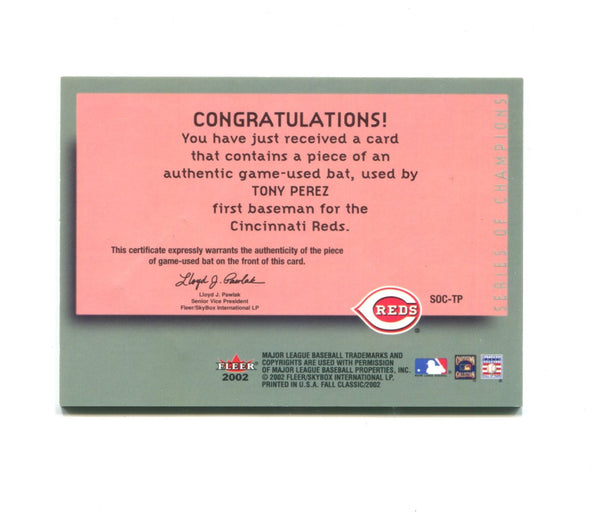 CONGRATULATIONS!
You have just received a card
that contains a piece of an
authentic game-used bat, used by
TONY PEREZ
first baseman for the
Cincinnati Reds.
This certificate expressly warrants the authenticity of the piece
of game-used bat on the front of this card.
Lloyd J. Pawlak
Lloyd J. Pawlak
Senior Vice President
Fleer/SkyBox International LP
SERIES OF CHAMPIONS
REDS
®
SOC-TP
FLEER
2002
MAJOR LEAGUE BASEBALL TRADEMARKS AND
COPYRIGHTS ARE USED WITH PERMISSION
OF MAJOR LEAGUE BASEBALL PROPERTIES, INC.
© 2002 FLEER/SKYBOX INTERNATIONAL LP.
PRINTED IN U.S.A. FALL CLASSIC/2002